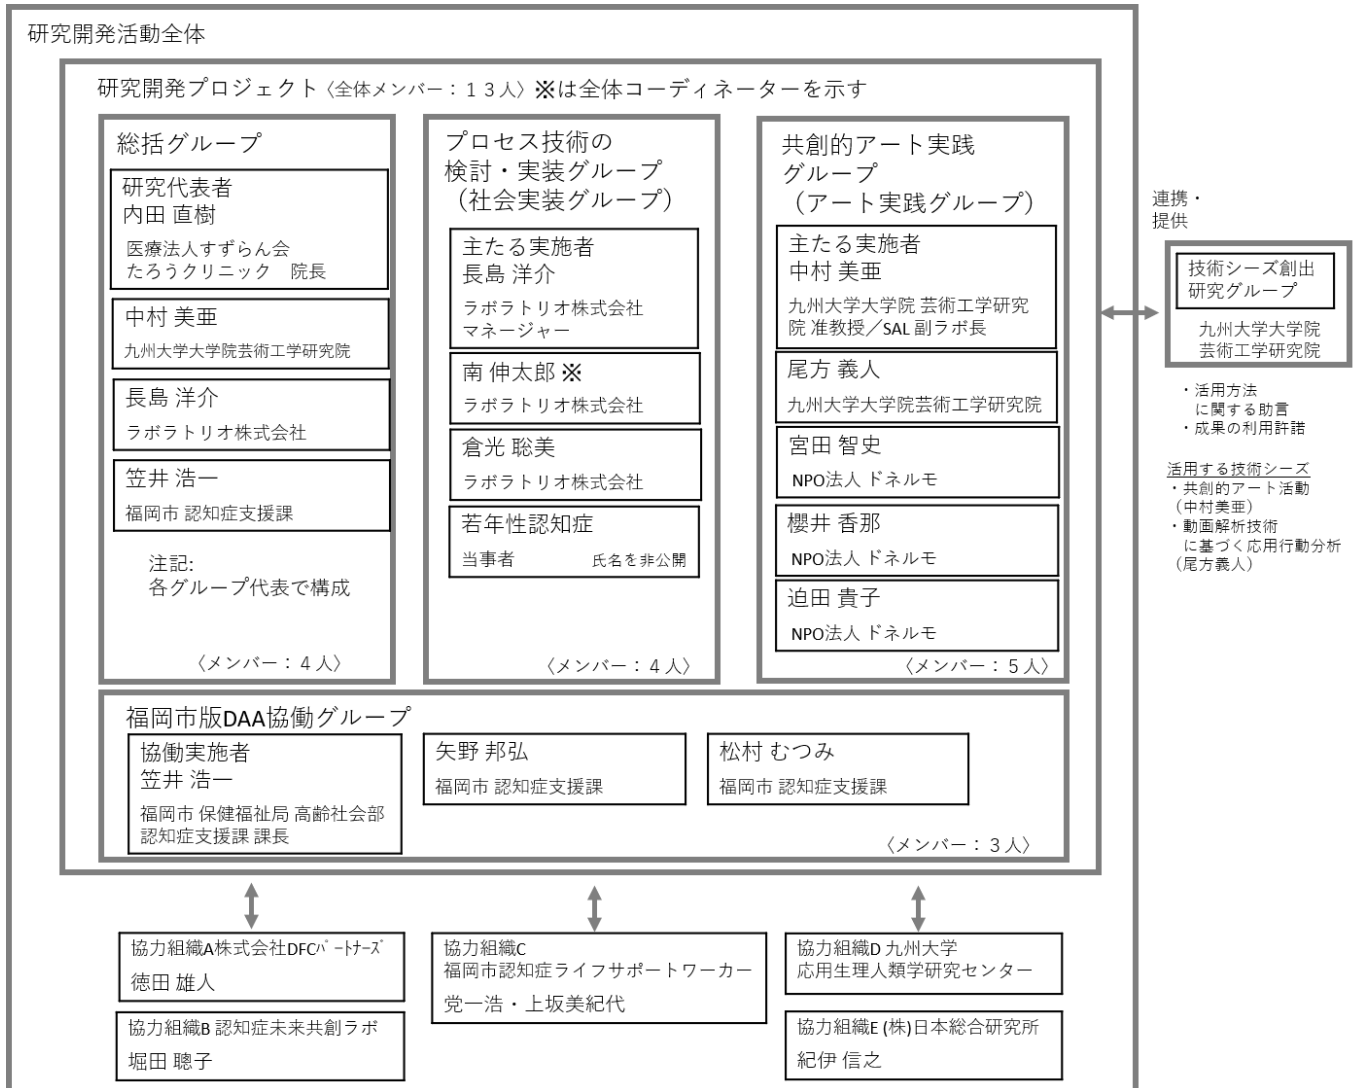 研究開発活動全体
研究開発プロジェクト〈全体メンバー：１３人〉※は全体コーディネーターを示す
総括グループ
研究代表者
内田 直樹
医療法人すずらん会
たろうクリニック　院長
中村 美亜
九州大学大学院芸術工学研究院
長島 洋介
ラボラトリオ株式会社
笠井 浩一
福岡市 認知症支援課
注記:
各グループ代表で構成
〈メンバー：４人〉
プロセス技術の
検討・実装グループ
（社会実装グループ）
主たる実施者
長島 洋介
ラボラトリオ株式会社
マネージャー
南 伸太郎 ※
ラボラトリオ株式会社
倉光 聡美
ラボラトリオ株式会社
若年性認知症
当事者　　　氏名を非公開
〈メンバー：４人〉
共創的アート実践
グループ
（アート実践グループ）
主たる実施者
中村 美亜
九州大学大学院 芸術工学研究
院 准教授／SAL 副ラボ長
尾方 義人
九州大学大学院芸術工学研究院
宮田 智史
NPO法人 ドネルモ
櫻井 香那
NPO法人 ドネルモ
迫田 貴子
NPO法人 ドネルモ
〈メンバー：５人〉
福岡市版DAA協働グループ
協働実施者
笠井 浩一
福岡市 保健福祉局 高齢社会部
認知症支援課 課長
矢野 邦弘
福岡市 認知症支援課
松村 むつみ
福岡市 認知症支援課
〈メンバー：３人〉
連携・
提供
技術シーズ創出
研究グループ
九州大学大学院
芸術工学研究院
・活用方法
に関する助言
・成果の利用許諾
活用する技術シーズ
・共創的アート活動
（中村美亜）
・動画解析技術
に基づく応用行動分析
（尾方義人）
協力組織A株式会社DFCﾊﾟｰﾄﾅｰｽﾞ
徳田 雄人
協力組織B 認知症未来共創ラボ
堀田 聰子
協力組織C
福岡市認知症ライフサポートワーカー
党一浩・上坂美紀代
協力組織D 九州大学
応用生理人類学研究センター
協力組織E (株)日本総合研究所
紀伊 信之